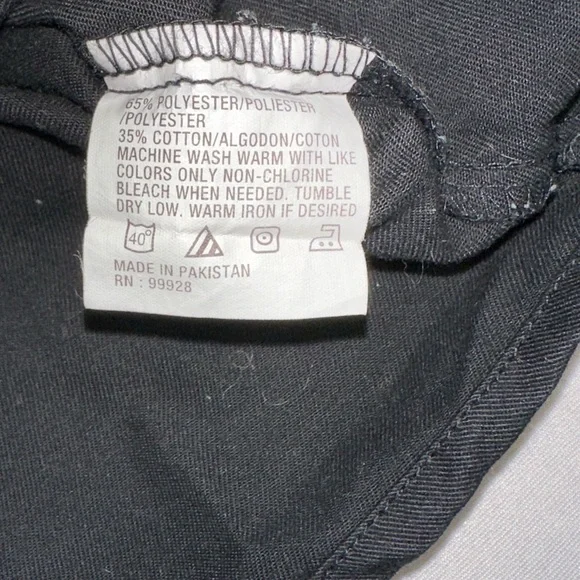 65% POLYESTER/POLIESTER
/POLYESTER
35% COTTON/ALGODON/COTON
MACHINE WASH WARM WITH LIKE
COLORS ONLY NON-CHLORINE
BLEACH WHEN NEEDED. TUMBLE
DRY LOW. WARM IRON IF DESIRED
40°
MADE IN PAKISTAN
RN : 99928